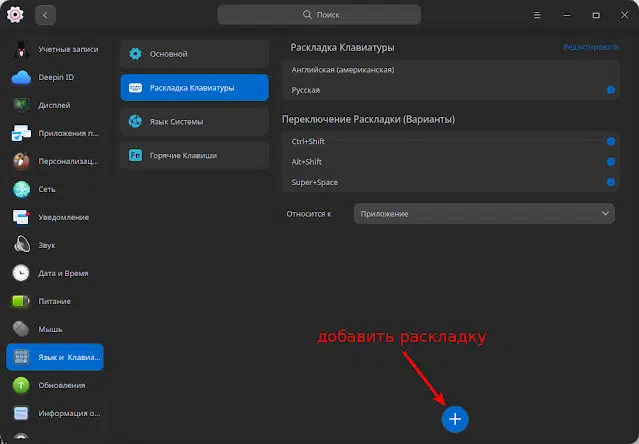 Поиск
Учетные записи
Deepin ID
Дисплей
Приложения п...
Персонализац...
Сеть
Уведомление
Звук
Дата и Время
Питание
Мышь
Язык и Клавиа...
Обновления
Информация о...
Основной
Раскладка Клавиатуры
Язык Системы
Fn Горячие Клавиши
Раскладка Клавиатуры Редактировать
Английская (американская)
Русская
Переключение Раскладки (Варианты)
Ctrl+Shift
Alt+Shift
Super+Space
Относится к Приложение
добавить раскладку